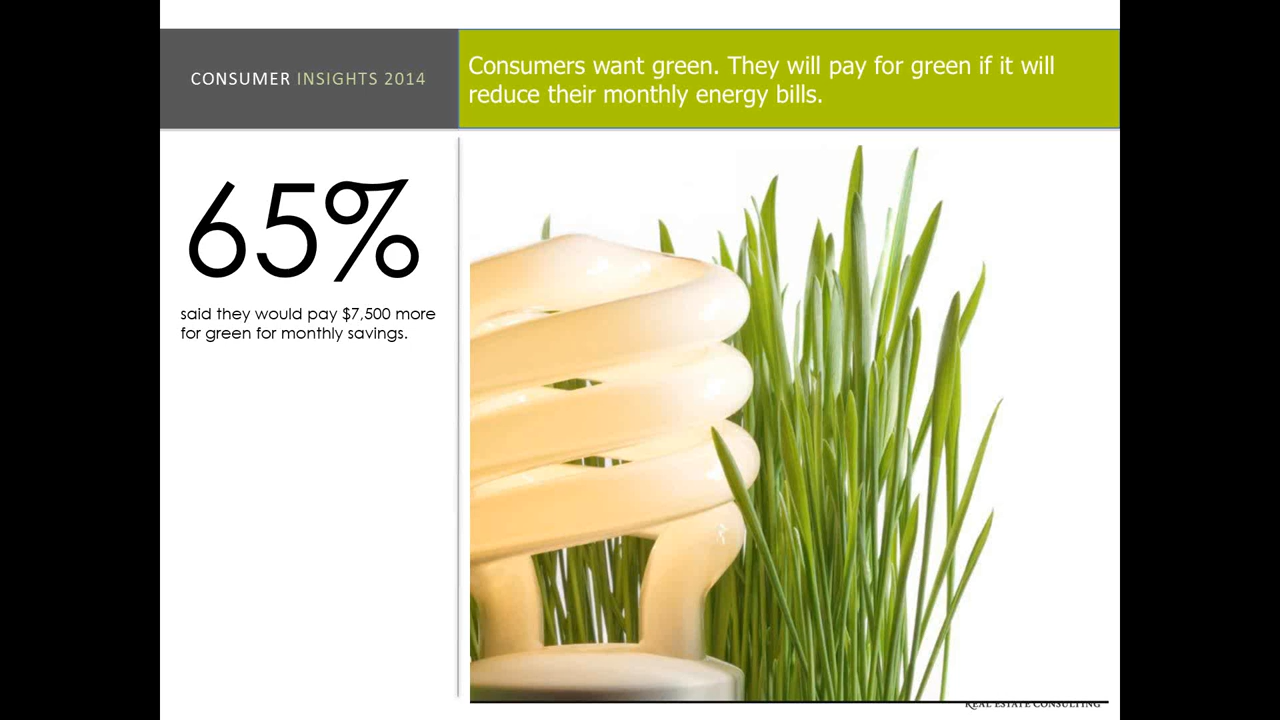 CONSUMER INSIGHTS 2014
Consumers want green. They will pay for green if it will
reduce their monthly energy bills.
65%
said they would pay $7,500 more
for green for monthly savings.
REAL ESTATE CONSULTING